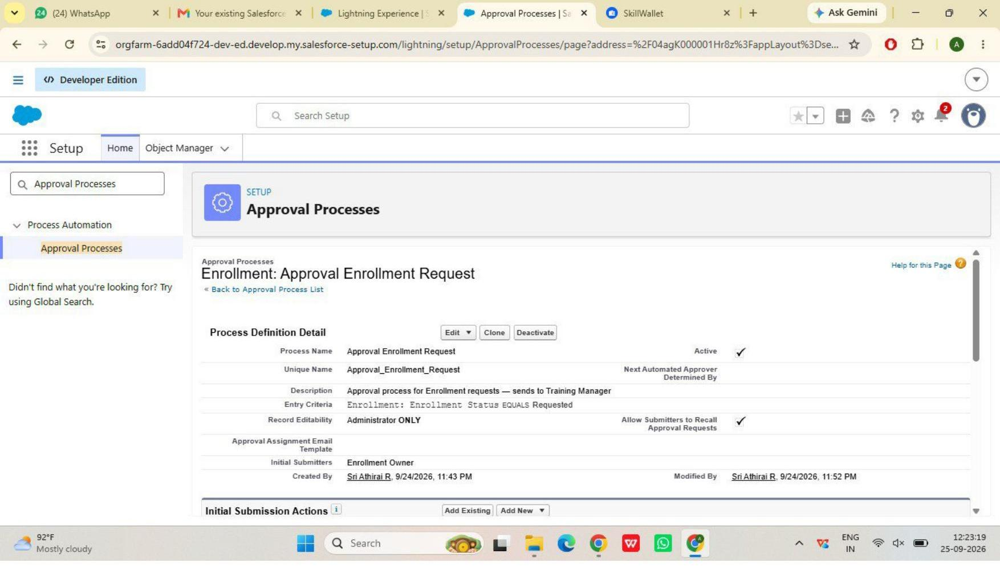 24
(24) WhatsApp
Your existing Salesforce
Lightning Experience | S
Approval Processes | Sa
SkillWallet
Ask Gemini
orgfarm-6add04f724-dev-ed.develop.my.salesforce-setup.com/lightning/setup/ApprovalProcesses/page?address=%2F04agK000001Hr8z%3FappLayout%3Dse...
A
Developer Edition
Search Setup
2
Setup
Home
Object Manager
Approval Processes
Process Automation
Approval Processes
Didn't find what you're looking for? Try
using Global Search.
SETUP
Approval Processes
Approval Processes
Enrollment: Approval Enrollment Request
« Back to Approval Process List
Help for this Page ?
Process Definition Detail
Edit
Clone
Deactivate
Process Name Approval Enrollment Request
Active ✓
Unique Name Approval_Enrollment_Request
Next Automated Approver
Determined By
Description Approval process for Enrollment requests — sends to Training Manager
Entry Criteria Enrollment: Enrollment Status EQUALS Requested
Record Editability Administrator ONLY
Allow Submitters to Recall
Approval Requests ✓
Approval Assignment Email
Template
Initial Submitters Enrollment Owner
Created By Sri Athirai R, 9/24/2026, 11:43 PM
Modified By Sri Athirai R, 9/24/2026, 11:52 PM
Initial Submission Actions i
Add Existing
Add New
92°F
Mostly cloudy
Search
W
ENG
IN
12:23:19
25-09-2026